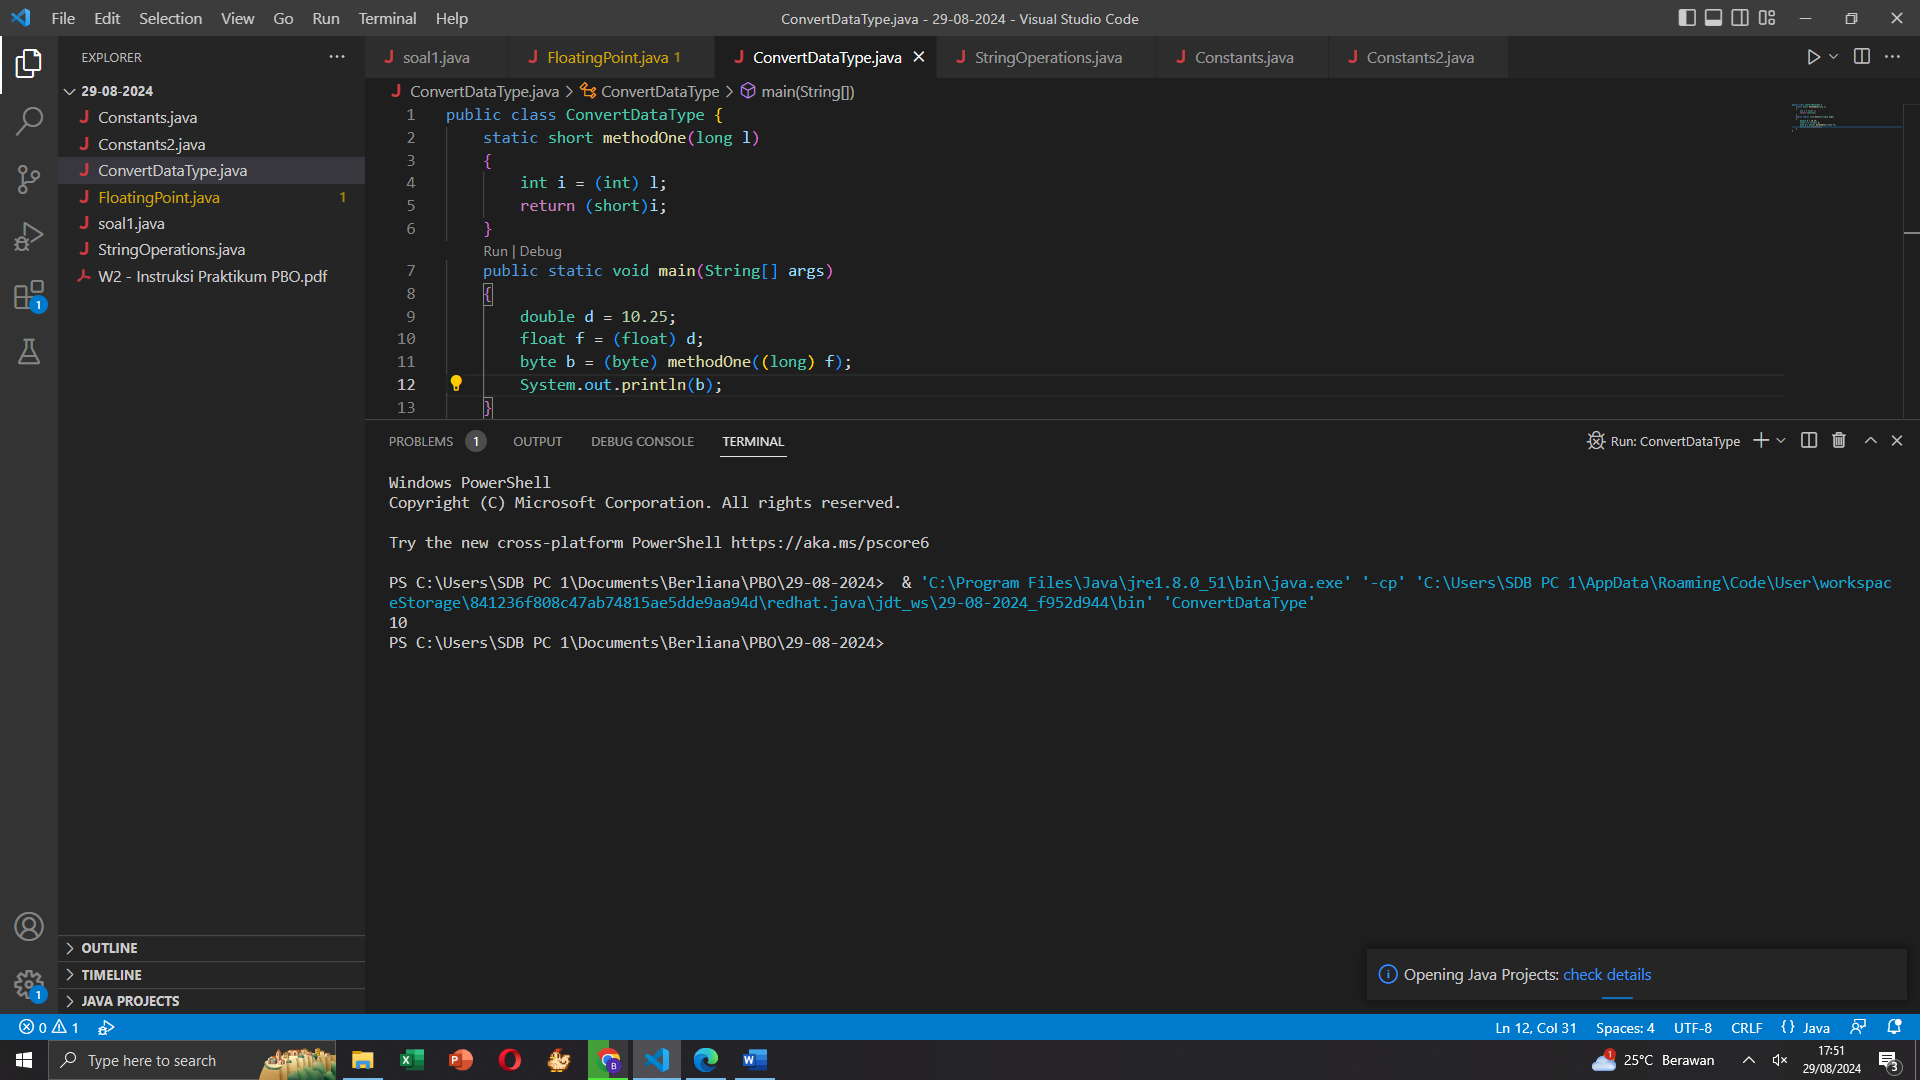 File Edit Selection View Go Run Terminal Help
ConvertDataType.java - 29-08-2024 - Visual Studio Code
EXPLORER
29-08-2024
Constants.java
Constants2.java
ConvertDataType.java
FloatingPoint.java 1
soal1.java
StringOperations.java
W2 - Instruksi Praktikum PBO.pdf
OUTLINE
TIMELINE
JAVA PROJECTS
1
1
soal1.java FloatingPoint.java 1 ConvertDataType.java StringOperations.java Constants.java Constants2.java
ConvertDataType.java > ConvertDataType > main(String[])
1 public class ConvertDataType {
2 static short methodOne(long l)
3 {
4 int i = (int) l;
5 return (short)i;
6 }
Run | Debug
7 public static void main(String[] args)
8 {
9 double d = 10.25;
10 float f = (float) d;
11 byte b = (byte) methodOne((long) f);
12 System.out.println(b);
13 }
PROBLEMS 1 OUTPUT DEBUG CONSOLE TERMINAL
Run: ConvertDataType
Windows PowerShell
Copyright (C) Microsoft Corporation. All rights reserved.
Try the new cross-platform PowerShell https://aka.ms/pscore6
PS C:\Users\SDB PC 1\Documents\Berliana\PBO\29-08-2024>  & 'C:\Program Files\Java\jre1.8.0_51\bin\java.exe' '-cp' 'C:\Users\SDB PC 1\AppData\Roaming\Code\User\workspac
eStorage\841236f808c47ab74815ae5dde9aa94d\redhat.java\jdt_ws\29-08-2024_f952d944\bin' 'ConvertDataType'
10
PS C:\Users\SDB PC 1\Documents\Berliana\PBO\29-08-2024>
Opening Java Projects: check details
0 1
Ln 12, Col 31 Spaces: 4 UTF-8 CRLF {} Java
Type here to search
1 25°C Berawan
17:51
29/08/2024
3